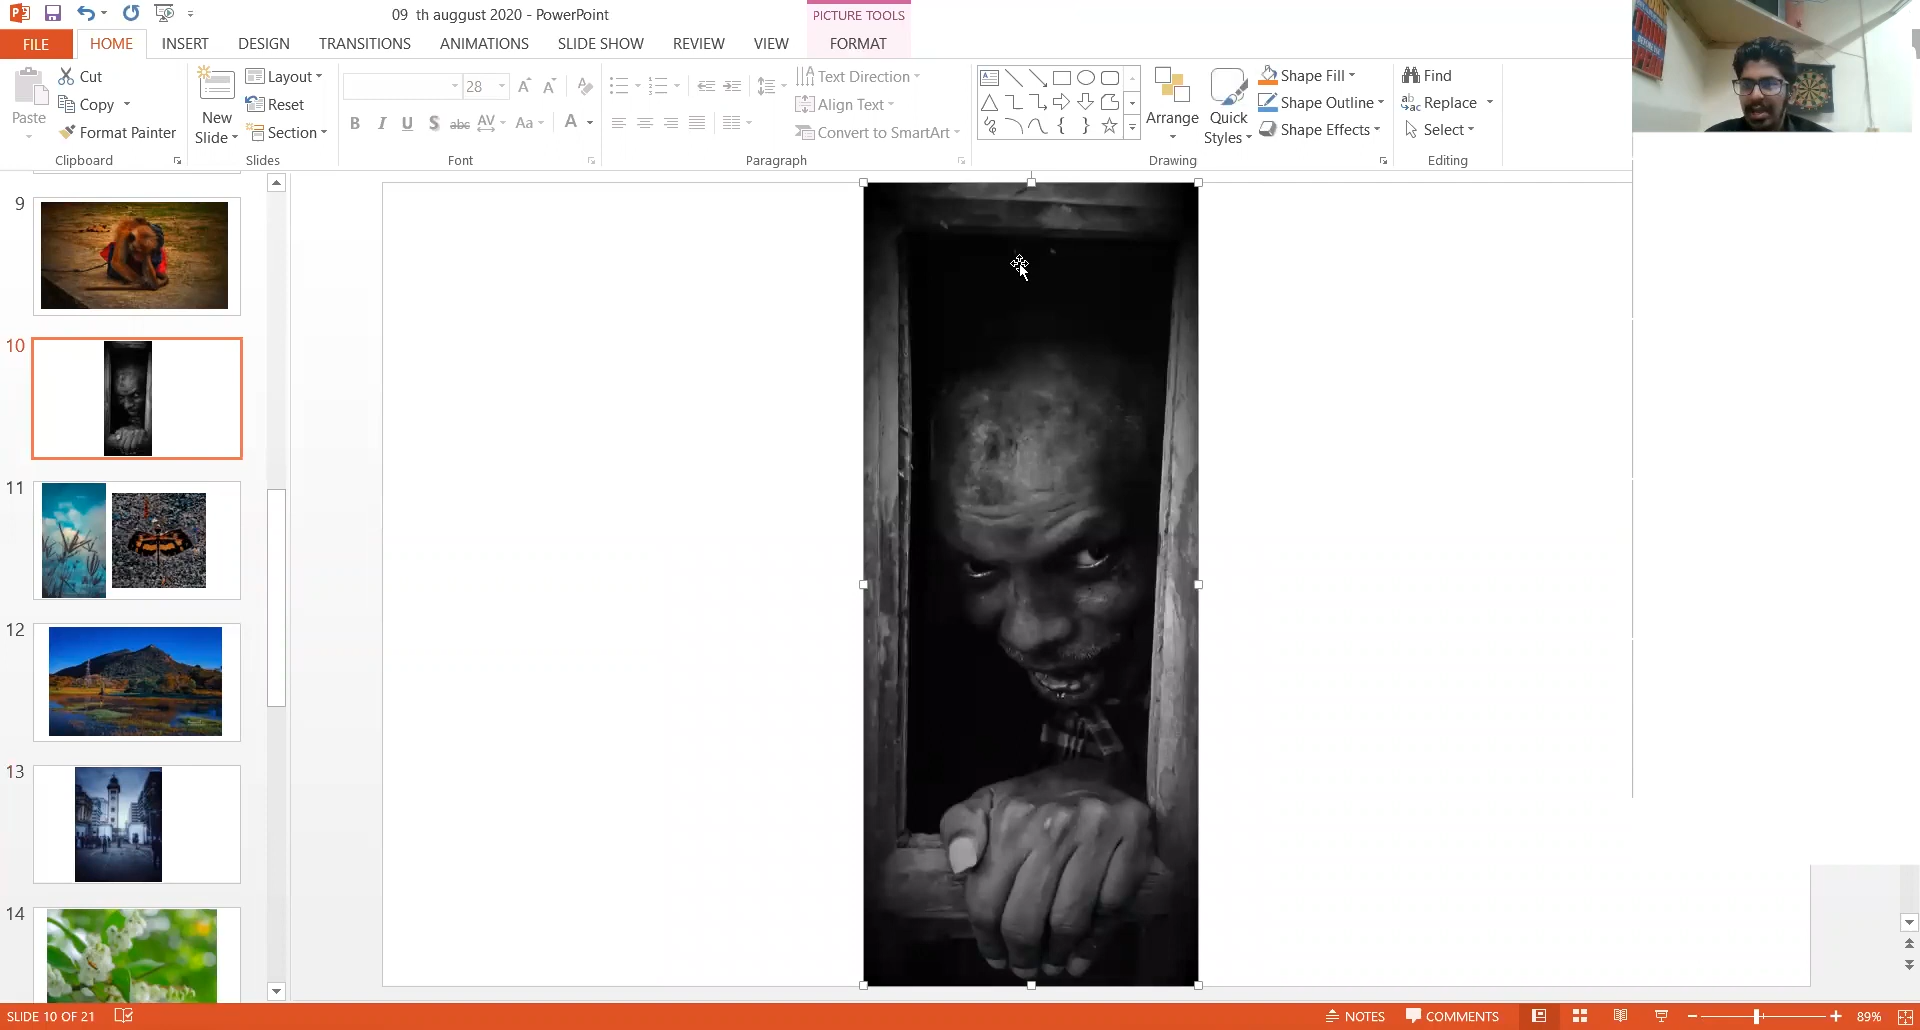 09 th auggust 2020 - PowerPoint
PICTURE TOOLS
FILE
HOME
INSERT
DESIGN
TRANSITIONS
ANIMATIONS
SLIDE SHOW
REVIEW
VIEW
FORMAT
Paste
Cut
Copy
Format Painter
Clipboard
New
Slide
Layout
Reset
Section
Slides
28
B I U S abc AV Aa A
Font
Text Direction
Align Text
Convert to SmartArt
Paragraph
Arrange
Quick
Styles
Shape Fill
Shape Outline
Shape Effects
Drawing
Find
Replace
Select
Editing
9
10
11
12
13
14
SLIDE 10 OF 21
NOTES
COMMENTS
89%